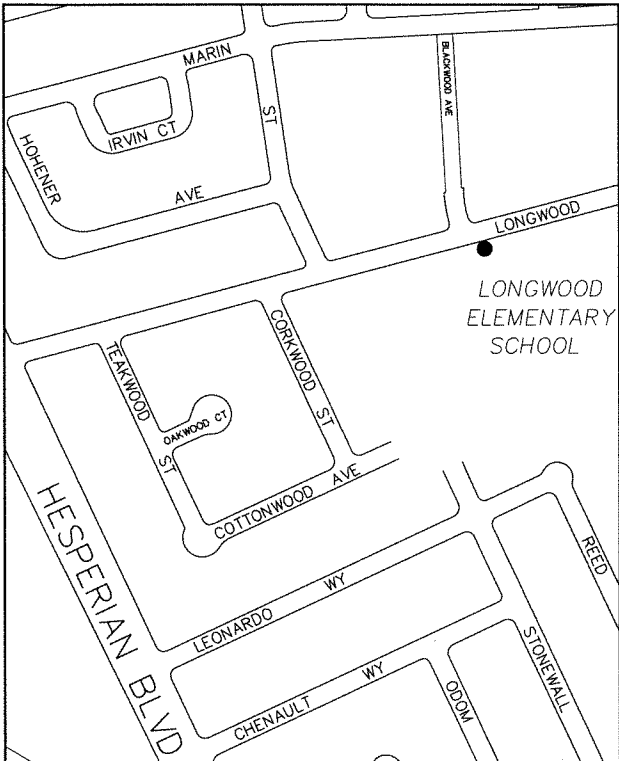 MARIN
BLACKWOOD AVE
ST
IRVIN CT
HOHENER
AVE
LONGWOOD
LONGWOOD
ELEMENTARY
SCHOOL
CORKWOOD ST
TEAKWOOD ST
OAKWOOD CT
COTTONWOOD AVE
HESPERIAN BLVD
REED
LEONARDO WY
STONEWALL
CHENAULT WY
ODOM